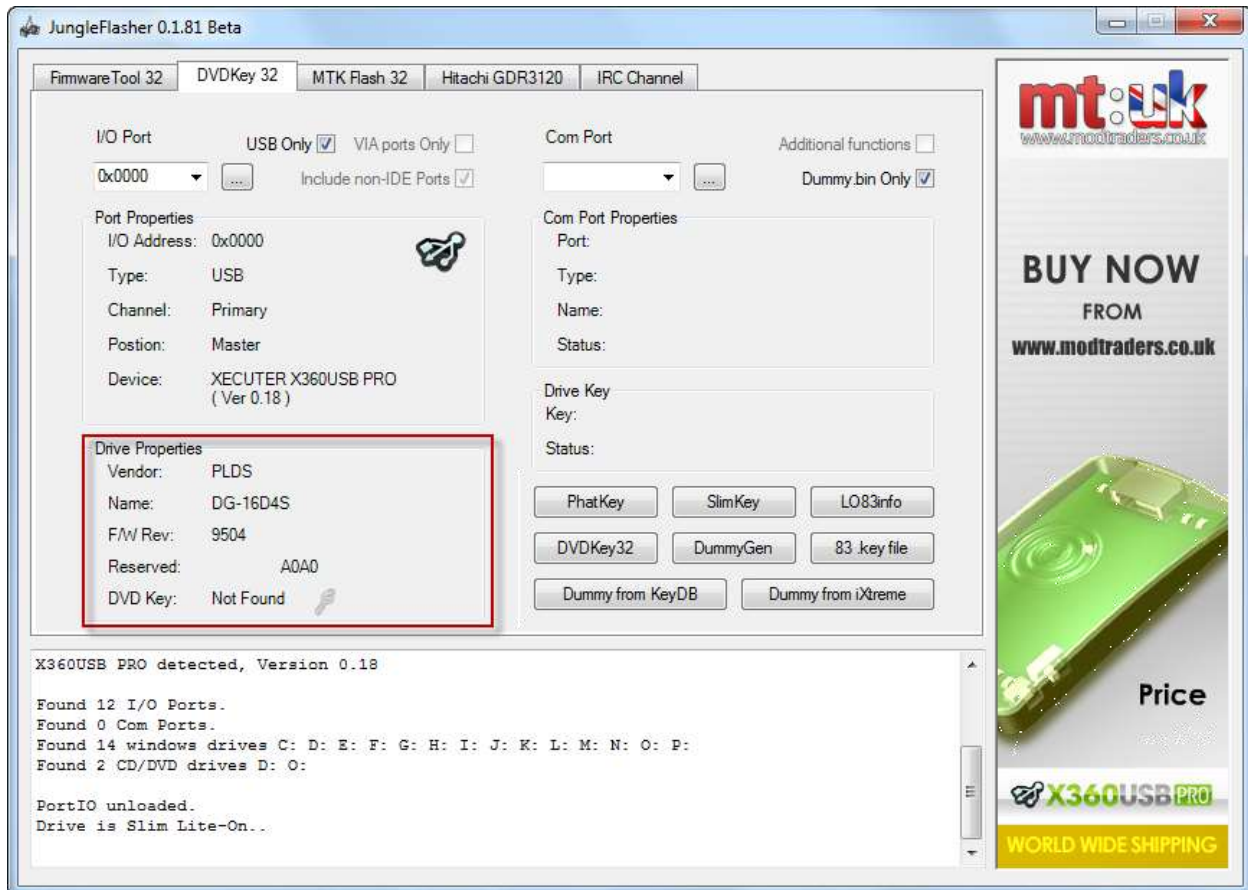 JungleFlasher 0.1.81 Beta
FirmwareTool 32
DVDKey 32
MTK Flash 32
Hitachi GDR3120
IRC Channel
I/O Port
USB Only
VIA ports Only
0x0000
...
Include non-IDE Ports
Com Port
Additional functions
...
Dummy.bin Only
Port Properties
I/O Address: 0x0000
Type: USB
Channel: Primary
Postion: Master
Device: XECUTER X360USB PRO
( Ver 0.18 )
Com Port Properties
Port:
Type:
Name:
Status:
Drive Key
Key:
Status:
Drive Properties
Vendor: PLDS
Name: DG-16D4S
F/W Rev: 9504
Reserved: A0A0
DVD Key: Not Found
PhatKey
SlimKey
LO83info
DVDKey32
DummyGen
83 .key file
Dummy from KeyDB
Dummy from iXtreme
X360USB PRO detected, Version 0.18
Found 12 I/O Ports.
Found 0 Com Ports.
Found 14 windows drives C: D: E: F: G: H: I: J: K: L: M: N: O: P:
Found 2 CD/DVD drives D: O:
PortIO unloaded.
Drive is Slim Lite-On..
mt:uk
www.modtraders.co.uk
BUY NOW
FROM
www.modtraders.co.uk
Price
X360USB PRO
WORLD WIDE SHIPPING